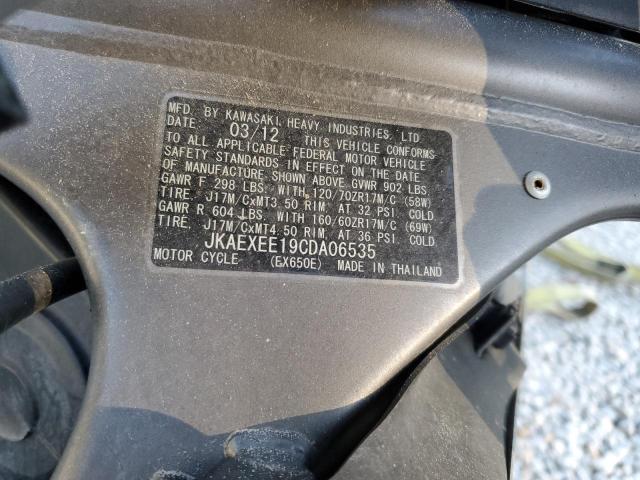 MFD. BY KAWASAKI HEAVY INDUSTRIES, LTD
DATE. 03/12 THIS VEHICLE CONFORMS
TO ALL APPLICABLE FEDERAL MOTOR VEHICLE
SAFETY STANDARDS IN EFFECT ON THE DATE
OF MANUFACTURE SHOWN ABOVE GVWR 902 LBS
GAWR F 298 LBS. WITH 120/70ZR17M/C (58W)
TIRE. J17M/CxMT3 50 RIM. AT 32 PSI COLD
GAWR R 604 LBS. WITH 160/60ZR17M/C (69W)
TIRE. J17M/CxMT4 50 RIM. AT 36 PSI COLD
JKAEXEE19CDA06535
MOTOR CYCLE (EX650E) MADE IN THAILAND